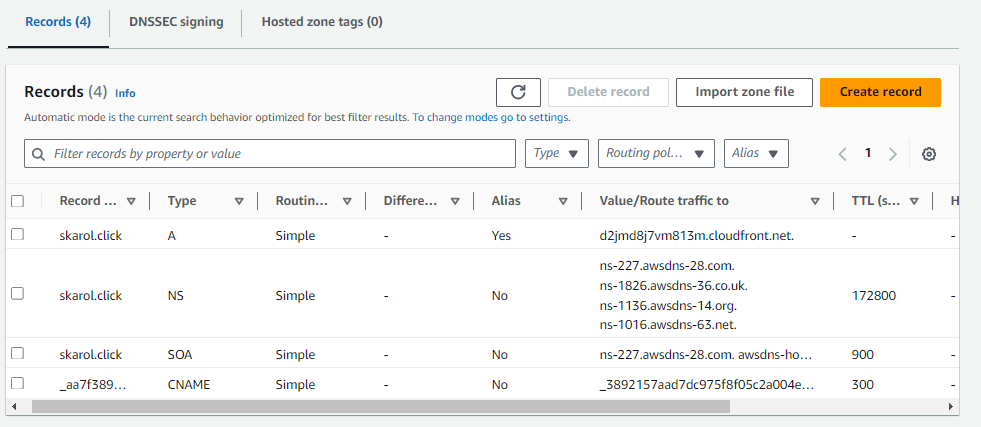 Records (4) DNSSEC signing Hosted zone tags (0)
Records (4) Info Delete record Import zone file Create record
Automatic mode is the current search behavior optimized for best filter results. To change modes go to settings.
Filter records by property or value Type Routing pol... Alias 1
Record ... Type Routin... Differe... Alias Value/Route traffic to TTL (s... H
skarol.click A Simple - Yes d2jmd8j7vm813m.cloudfront.net. - -
ns-227.awsdns-28.com.
ns-1826.awsdns-36.co.uk.
skarol.click NS Simple - No 172800 -
ns-1136.awsdns-14.org.
ns-1016.awsdns-63.net.
skarol.click SOA Simple - No ns-227.awsdns-28.com. awsdns-ho... 900 -
_aa7f389... CNAME Simple - No _3892157aad7dc975f8f05c2a004e... 300 -